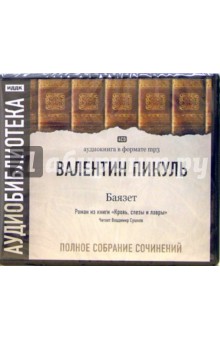 АУДИОБИБЛИОТЕКА
ИДДК
аудиокнига в формате mp3
ВАЛЕНТИН ПИКУЛЬ
Баязет
Роман из книги «Кровь, слезы и лавры»
Читает Владимир Сушков
ПОЛНОЕ СОБРАНИЕ СОЧИНЕНИЙ
ЛАБИРИНТ